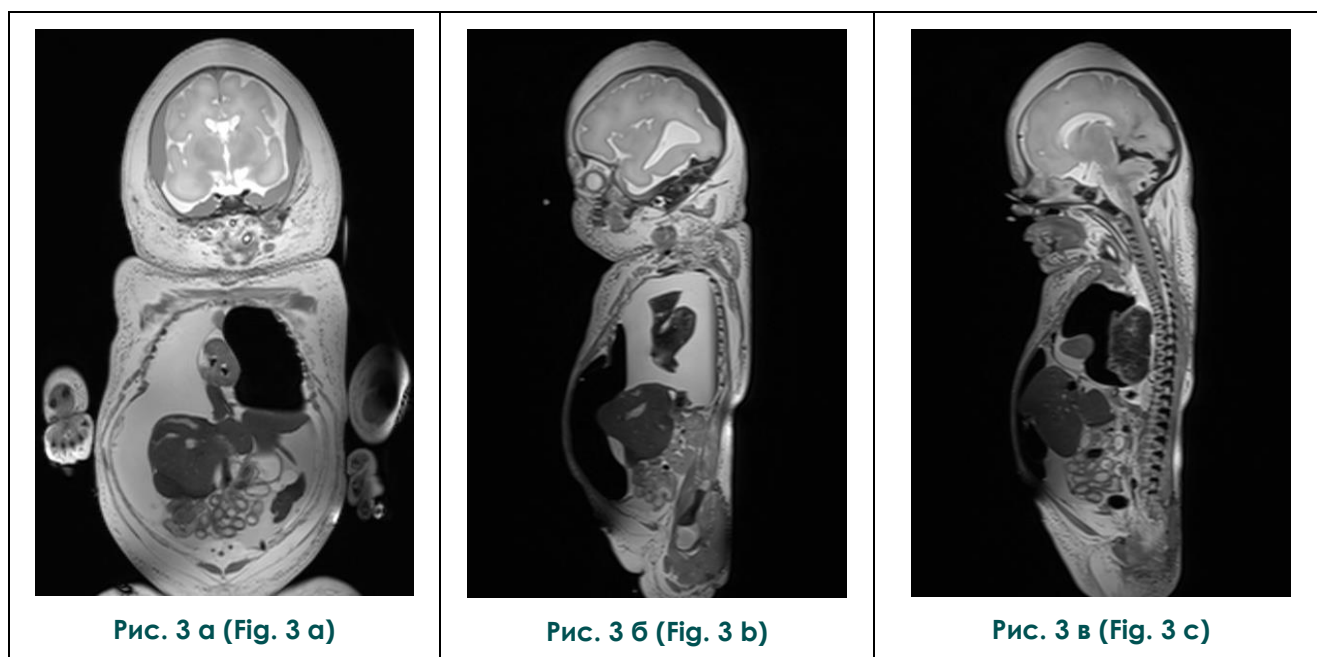 Рис. 3 а (Fig. 3 a)
Рис. 3 б (Fig. 3 b)
Рис. 3 в (Fig. 3 c)